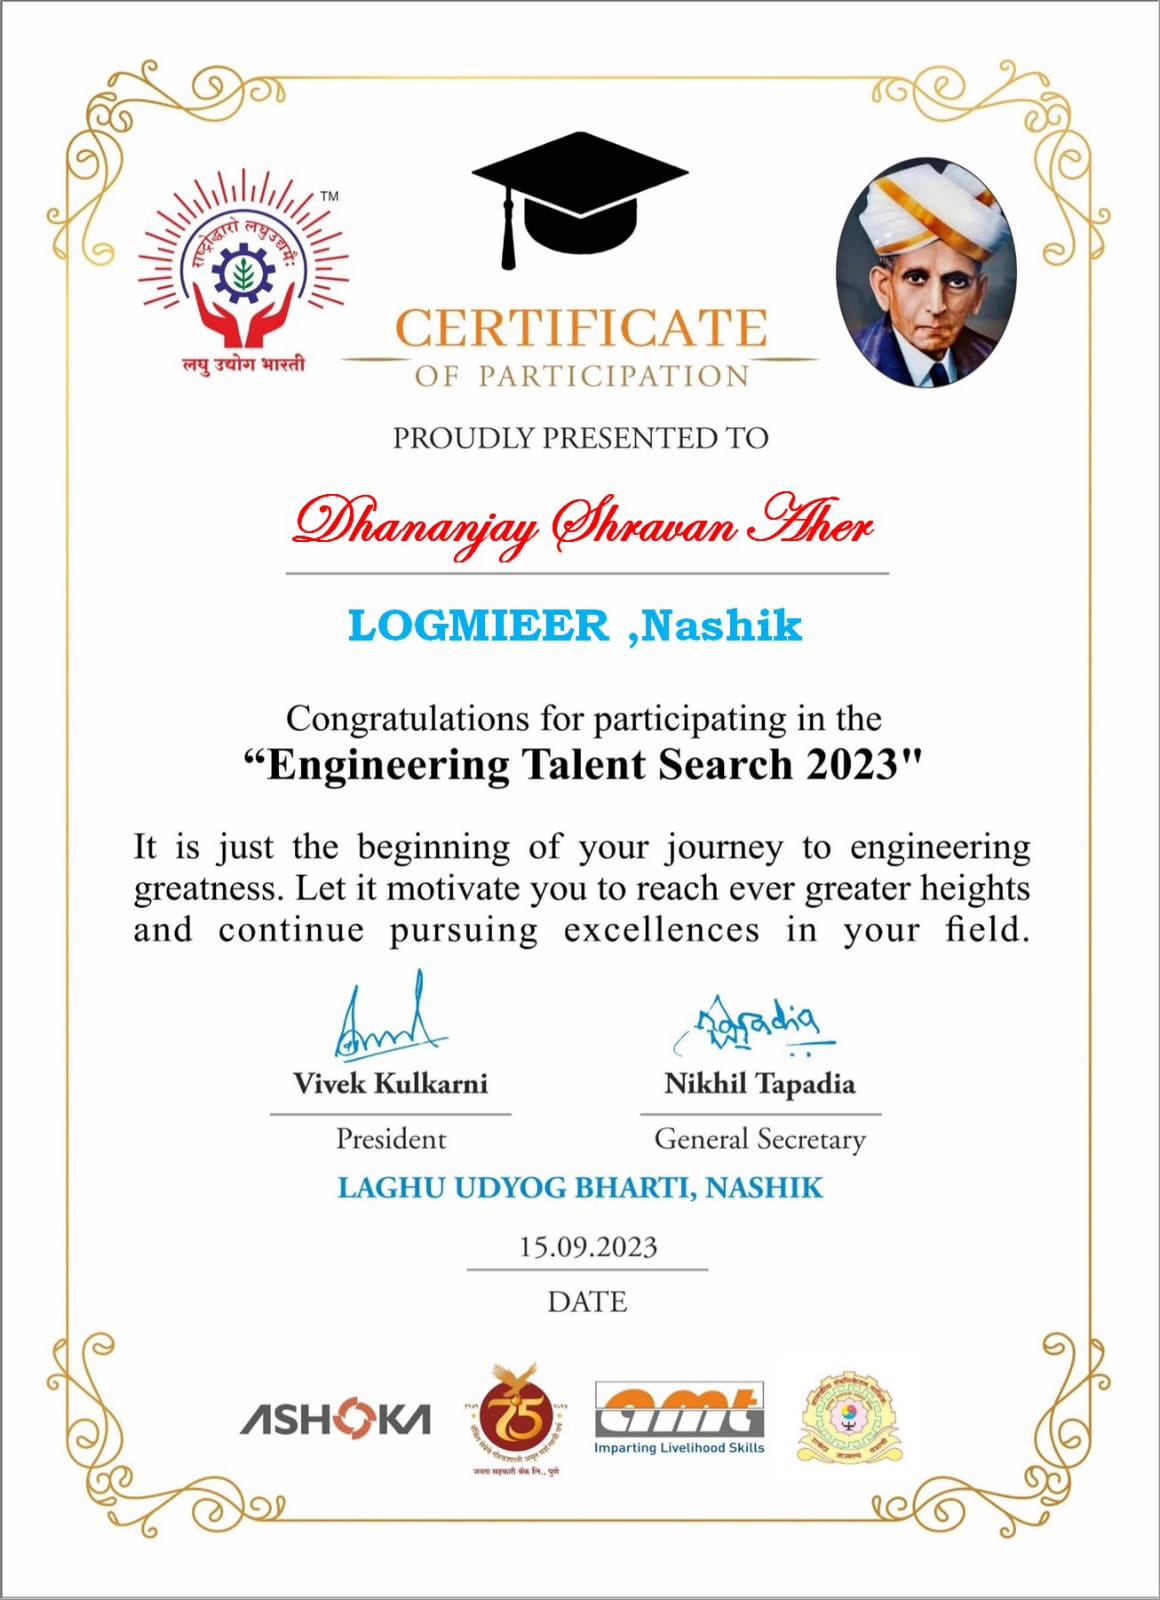 TM
राष्ट्रोद्धारो लघुउद्यमैः
लघु उद्योग भारती
CERTIFICATE
OF PARTICIPATION
PROUDLY PRESENTED TO
Dhananjay Shravan Aher
LOGMIEER ,Nashik
Congratulations for participating in the
“Engineering Talent Search 2023"
It is just the beginning of your journey to engineering
greatness. Let it motivate you to reach ever greater heights
and continue pursuing excellences in your field.
Vivek Kulkarni
President
Nikhil Tapadia
General Secretary
LAGHU UDYOG BHARTI, NASHIK
15.09.2023
DATE
ASHOKA
75
जनता सहकारी बँक लि., पुणे
amt
Imparting Livelihood Skills